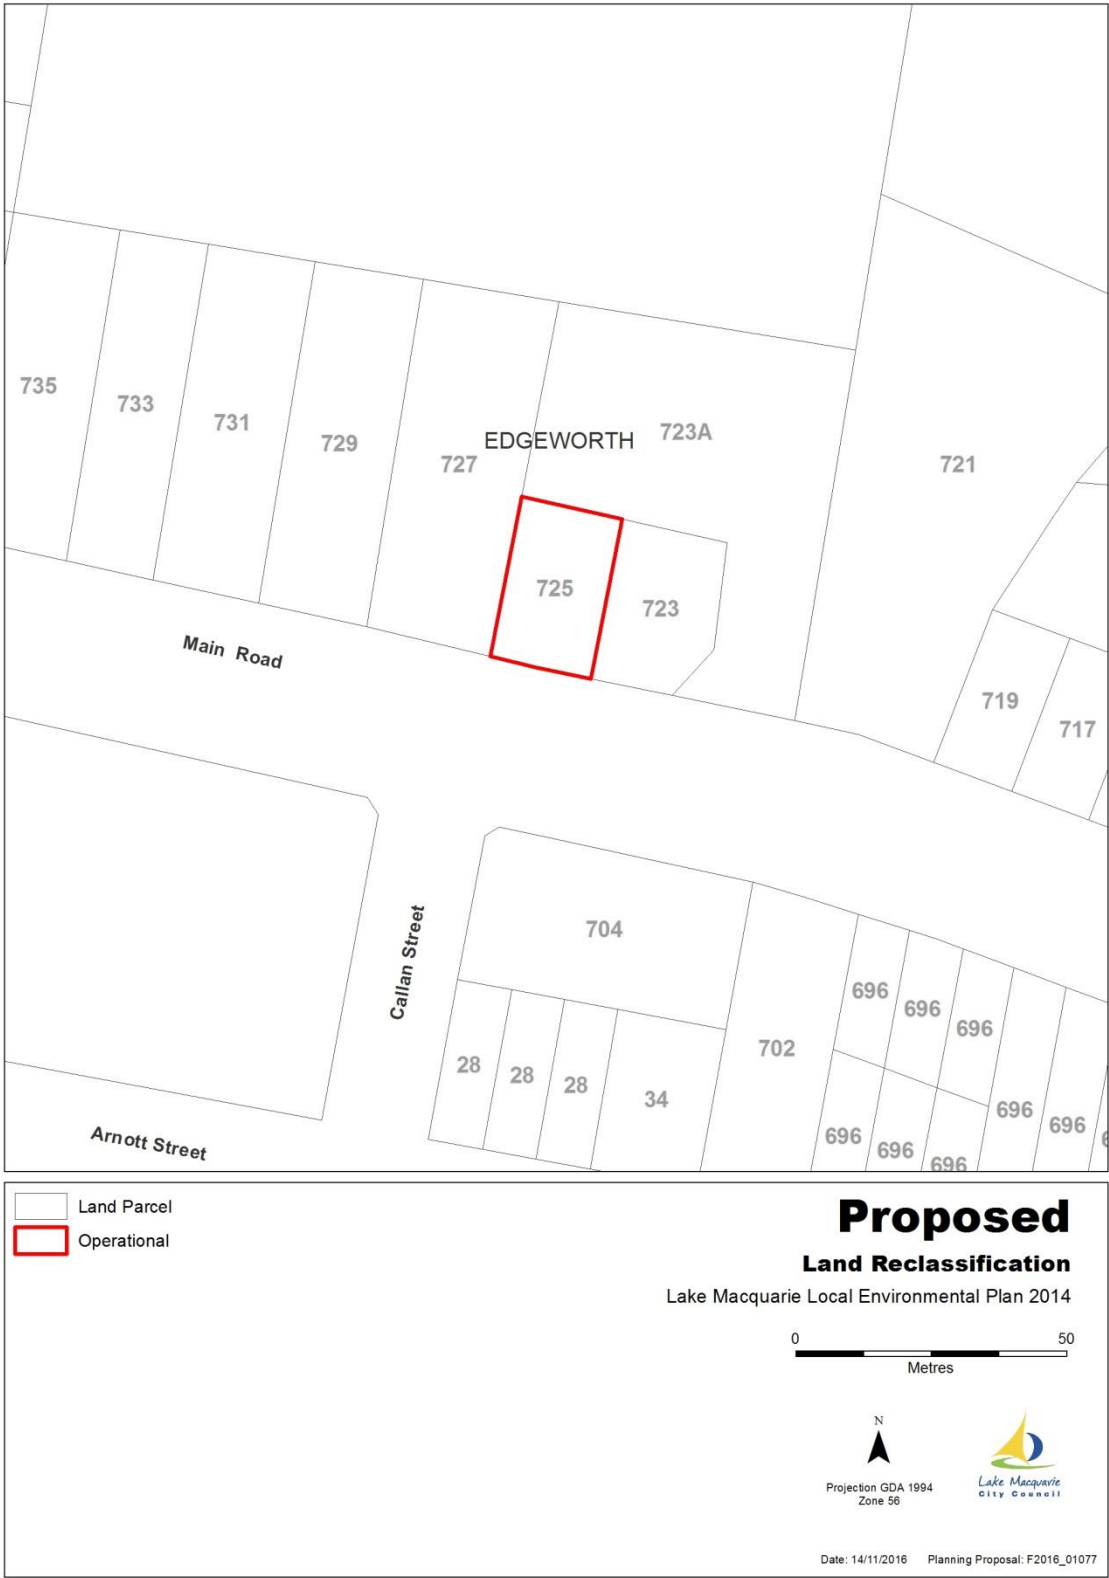 735
733
731
729
727
EDGEWORTH
723A
721
725
723
719
717
Main Road
704
Callan Street
702
696
696
696
696
696
28
28
28
34
696
696
696
Arnott Street
Land Parcel
Operational
Proposed
Land Reclassification
Lake Macquarie Local Environmental Plan 2014
0 50
Metres
N
Projection GDA 1994
Zone 56
Lake Macquarie
City Council
Date: 14/11/2016 Planning Proposal: F2016_01077